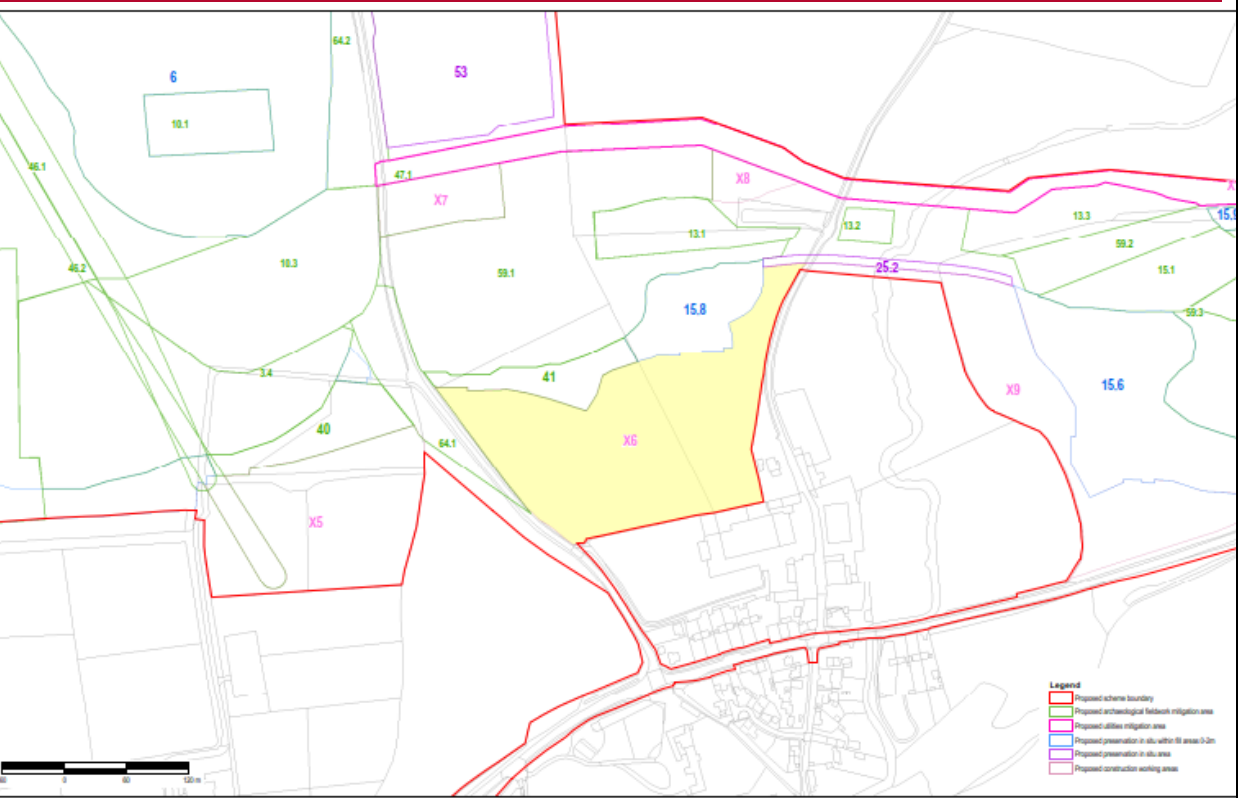 64.2
6
53
10.1
46.1
47.1
X8
X7
13.3
15.9
13.2
13.1
59.2
46.2
10.3
59.1
25.2
15.1
15.8
59.3
3.4
41
15.6
X9
40
64.1
X6
X5
Legend
Proposed scheme boundary
Proposed archaeological fieldwork mitigation area
Proposed utilities mitigation area
Proposed preservation in situ within fill areas 0-2m
Proposed preservation in situ area
Proposed construction working areas
0 60 120 m